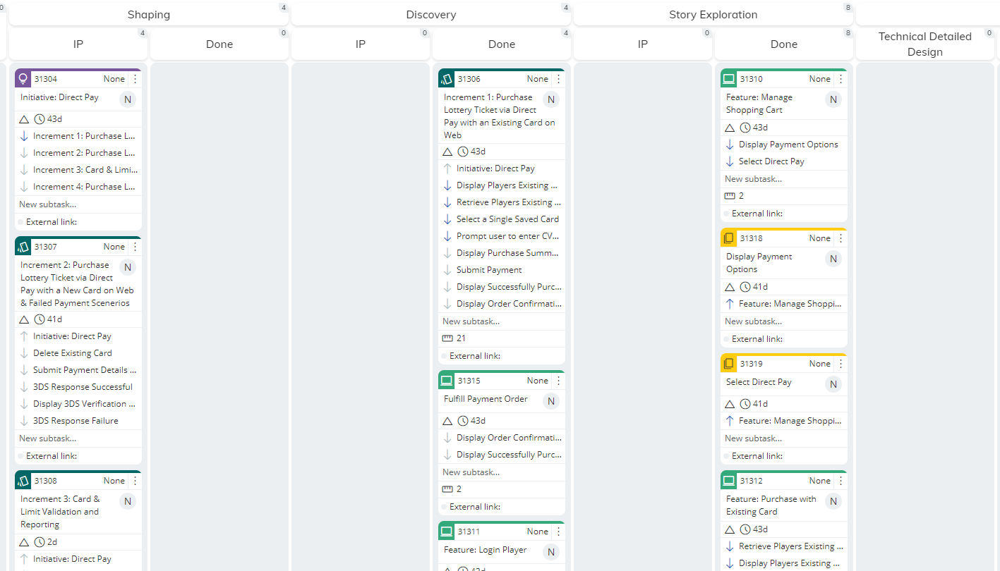 0
Shaping
4
Discovery
4
Story Exploration
8
IP
4
Done
0
IP
0
Done
4
IP
0
Done
8
Technical Detailed
Design
0
31304
None
Initiative: Direct Pay
N
43d
Increment 1: Purchase L...
Increment 2: Purchase L...
Increment 3: Card & Limi...
Increment 4: Purchase L...
New subtask...
External link:
31307
None
Increment 2: Purchase
Lottery Ticket via Direct
Pay with a New Card on Web
& Failed Payment Scenerios
N
41d
Initiative: Direct Pay
Delete Existing Card
Submit Payment Details ...
3DS Response Successful
Display 3DS Verification ...
3DS Response Failure
New subtask...
External link:
31308
None
Increment 3: Card &
Limit Validation and
Reporting
N
2d
Initiative: Direct Pay
31306
None
Increment 1: Purchase
Lottery Ticket via Direct
Pay with an Existing Card on
Web
N
43d
Initiative: Direct Pay
Display Players Existing ...
Retrieve Players Existing ...
Select a Single Saved Card
Prompt user to enter CV...
Display Purchase Summ...
Submit Payment
Display Successfully Purc...
Display Order Confirmati...
New subtask...
21
External link:
31315
None
Fulfill Payment Order
N
43d
Display Order Confirmati...
Display Successfully Purc...
New subtask...
2
External link:
31311
None
Feature: Login Player
N
43d
31310
None
Feature: Manage
Shopping Cart
N
43d
Display Payment Options
Select Direct Pay
New subtask...
2
External link:
31318
None
Display Payment
Options
N
41d
Feature: Manage Shoppi...
New subtask...
External link:
31319
None
Select Direct Pay
N
41d
Feature: Manage Shoppi...
New subtask...
External link:
31312
None
Feature: Purchase with
Existing Card
N
43d
Retrieve Players Existing ...
Display Players Existing ...